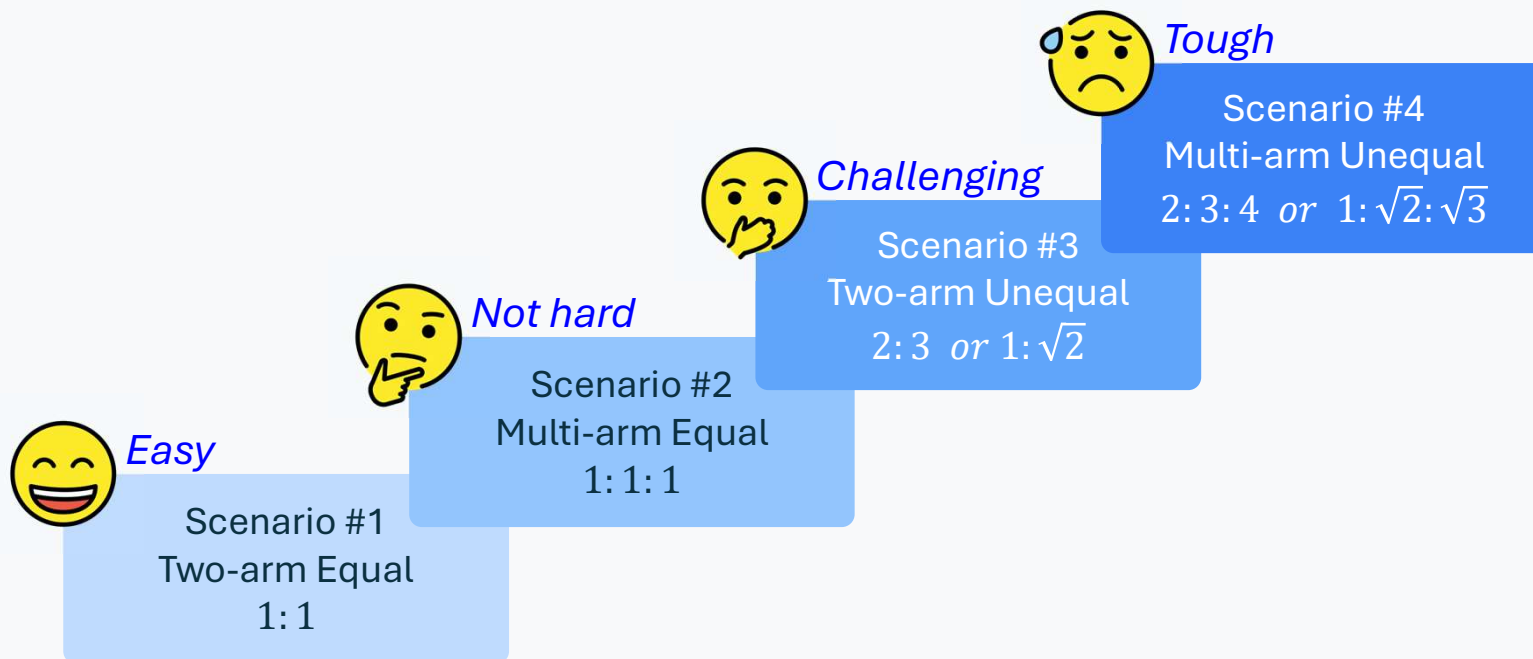 Easy
Scenario #1
Two-arm Equal
1: 1
Not hard
Scenario #2
Multi-arm Equal
1: 1: 1
Challenging
Scenario #3
Two-arm Unequal
2: 3 or 1: √2
Tough
Scenario #4
Multi-arm Unequal
2: 3: 4 or 1: √2: √3